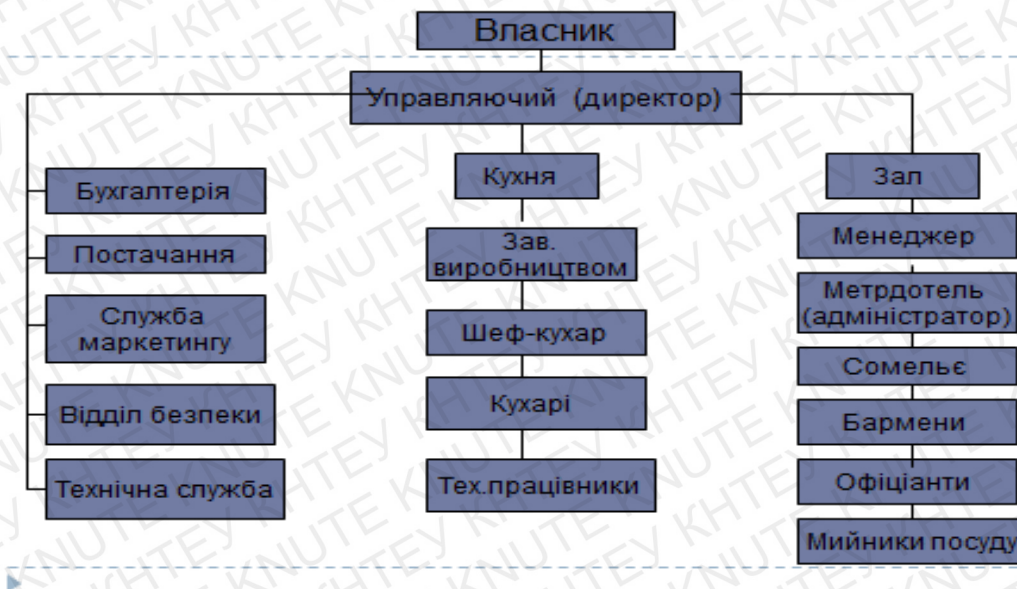 Власник
Управляючий (директор)
Бухгалтерія
Постачання
Служба
маркетингу
Відділ безпеки
Технічна служба
Кухня
Зав.
виробництвом
Шеф-кухар
Кухарі
Тех.працівники
Зал
Менеджер
Метрдотель
(адміністратор)
Сомельє
Бармени
Офіціанти
Мийники посуду